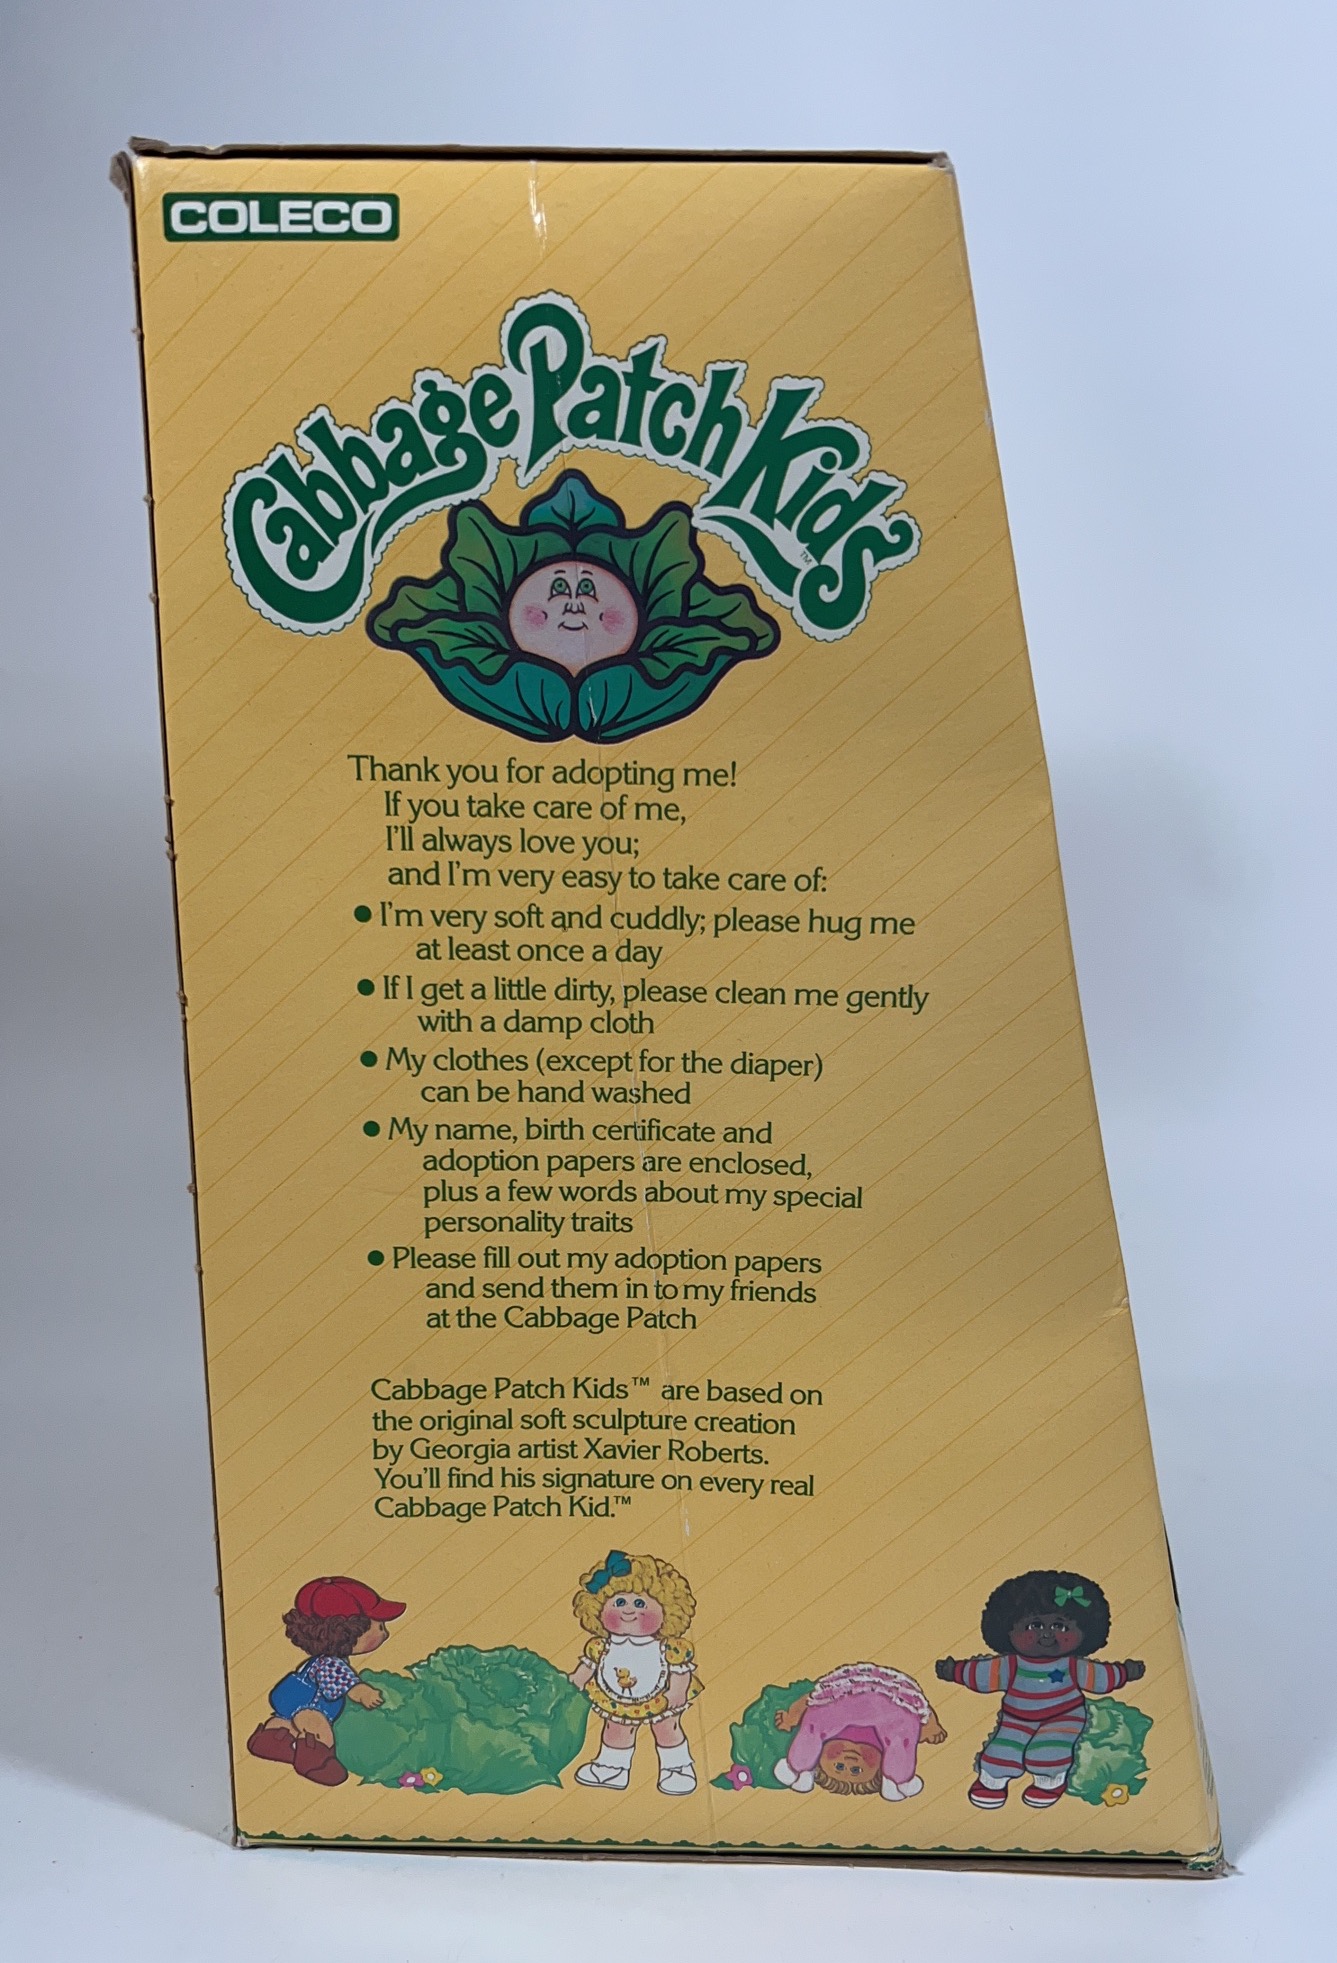 COLECO
Cabbage Patch Kids™
Thank you for adopting me!
If you take care of me,
I'll always love you;
and I'm very easy to take care of:
● I'm very soft and cuddly; please hug me
at least once a day
● If I get a little dirty, please clean me gently
with a damp cloth
● My clothes (except for the diaper)
can be hand washed
● My name, birth certificate and
adoption papers are enclosed,
plus a few words about my special
personality traits
● Please fill out my adoption papers
and send them in to my friends
at the Cabbage Patch
Cabbage Patch Kids™ are based on
the original soft sculpture creation
by Georgia artist Xavier Roberts.
You'll find his signature on every real
Cabbage Patch Kid.™